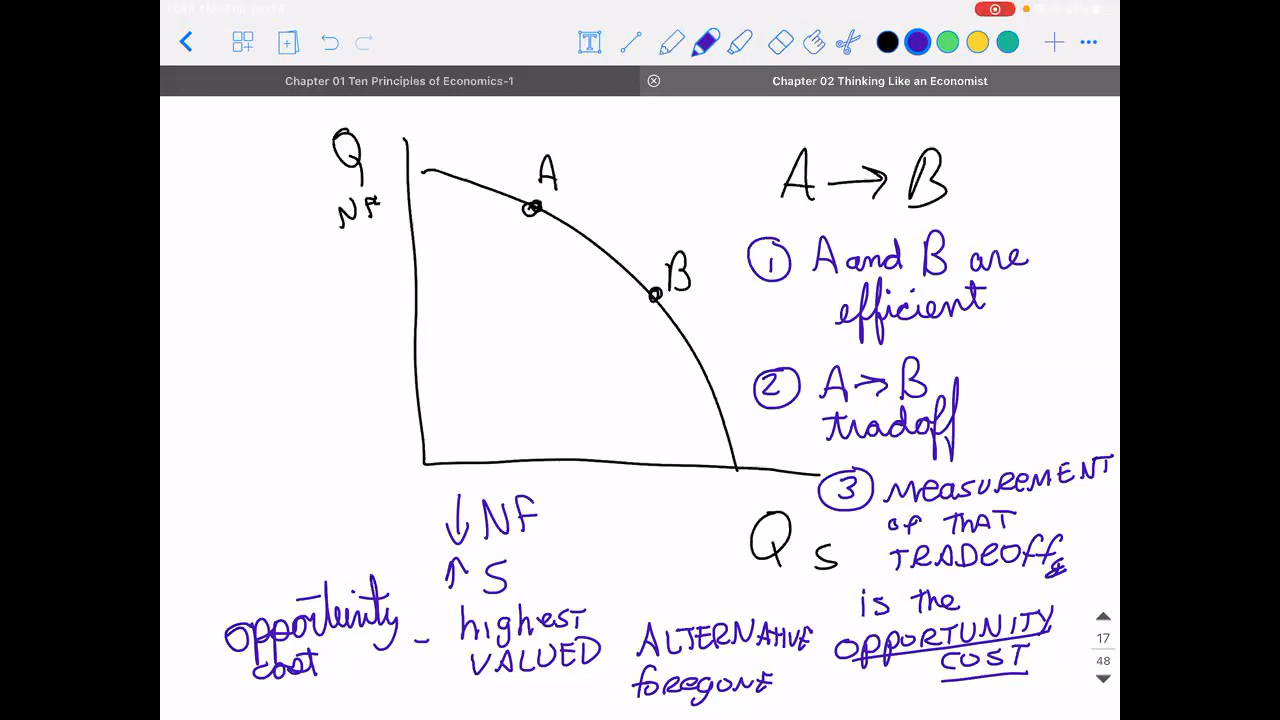 Chapter 01 Ten Principles of Economics-1
Chapter 02 Thinking Like an Economist
Q
NF
A
B
A → B
① A and B are
efficient
② A → B
tradoff
③ MEASUREMENT
OF THAT
TRADEOFF
is the
OPPORTUNITY
COST
Q S
↓ NF
↑ S
opportunity
cost
- highest
VALUED
ALTERNATIVE
foregone
17
48